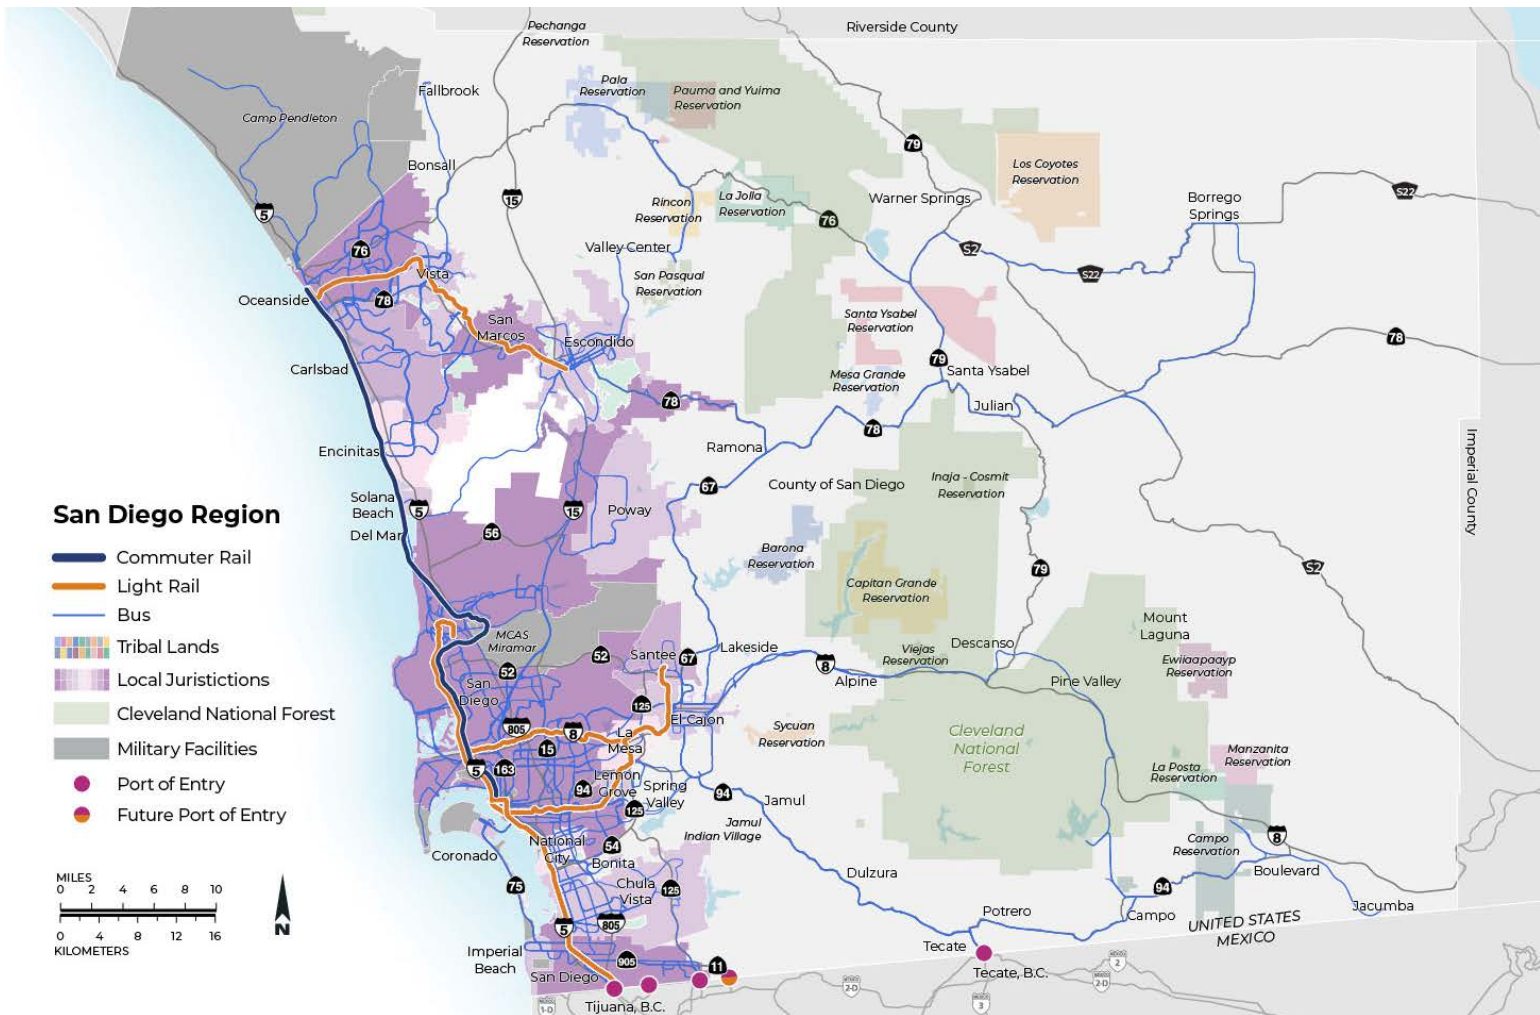 Pechanga
Reservation
Riverside County
Fallbrook
Pala
Reservation
Pauma and Yuima
Reservation
Camp Pendleton
79
Bonsall
Los Coyotes
Reservation
5
15
Rincon
Reservation
La Jolla
Reservation
76
Warner Springs
Borrego
Springs
S22
76
Valley Center
S2
S22
Vista
San Pasqual
Reservation
Oceanside
78
San
Marcos
Santa Ysabel
Reservation
78
Escondido
79
Carlsbad
Mesa Grande
Reservation
Santa Ysabel
78
Julian
78
Encinitas
Ramona
Imperial County
67
County of San Diego
Inaja - Cosmit
Reservation
Solana
Beach
5
15
Poway
Del Mar
56
Barona
Reservation
79
S2
Capitan Grande
Reservation
San Diego Region
Commuter Rail
Light Rail
Bus
Tribal Lands
Local Juristictions
Cleveland National Forest
Military Facilities
Port of Entry
Future Port of Entry
MILES
0 2 4 6 8 10
0 4 8 12 16
KILOMETERS
N
MCAS
Miramar
52
52
Santee
67
Lakeside
8
Alpine
Viejas
Reservation
Descanso
Mount
Laguna
Ewiiaapaayp
Reservation
Pine Valley
San
Diego
125
805
8
El Cajon
La
Mesa
15
Sycuan
Reservation
Cleveland
National
Forest
Manzanita
Reservation
La Posta
Reservation
5
163
94
Lemon
Grove
Spring
Valley
125
94
Jamul
Jamul
Indian Village
8
Coronado
National
City
54
Bonita
Campo
Reservation
Boulevard
75
Chula
Vista
125
Dulzura
94
Jacumba
5
805
Potrero
Campo
UNITED STATES
MEXICO
Imperial
Beach
905
11
Tecate
San Diego
Tecate, B.C.
MEXICO
2
MEXICO
2-D
MEXICO
2-D
MEXICO
3
MEXICO
1-D
Tijuana, B.C.